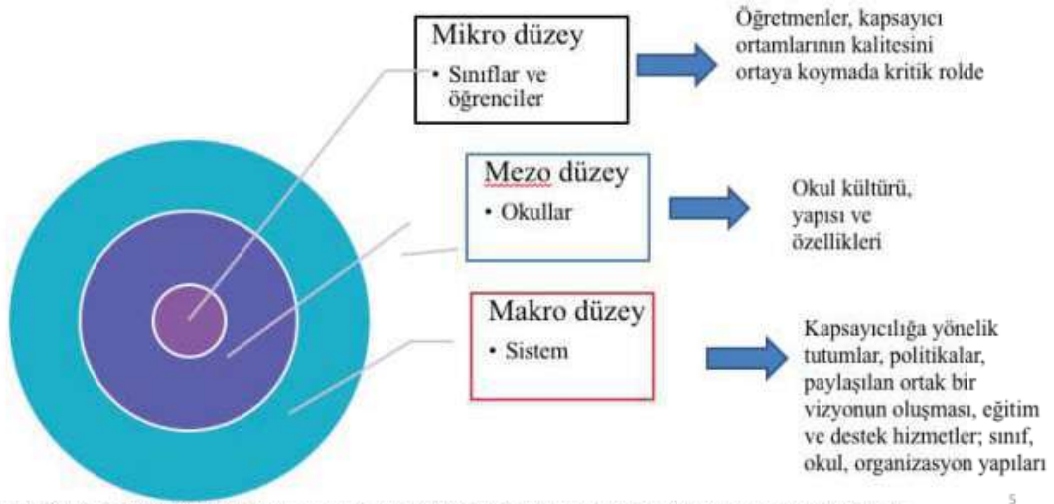 Mikro düzey
• Sınıflar ve
öğrenciler
Öğretmenler, kapsayıcı
ortamlarının kalitesini
ortaya koymada kritik rolde
Mezo düzey
• Okullar
Okul kültürü,
yapısı ve
özellikleri
Makro düzey
• Sistem
Kapsayıcılığa yönelik
tutumlar, politikalar,
paylaşılan ortak bir
vizyonun oluşması, eğitim
ve destek hizmetler; sınıf,
okul, organizasyon yapıları
5